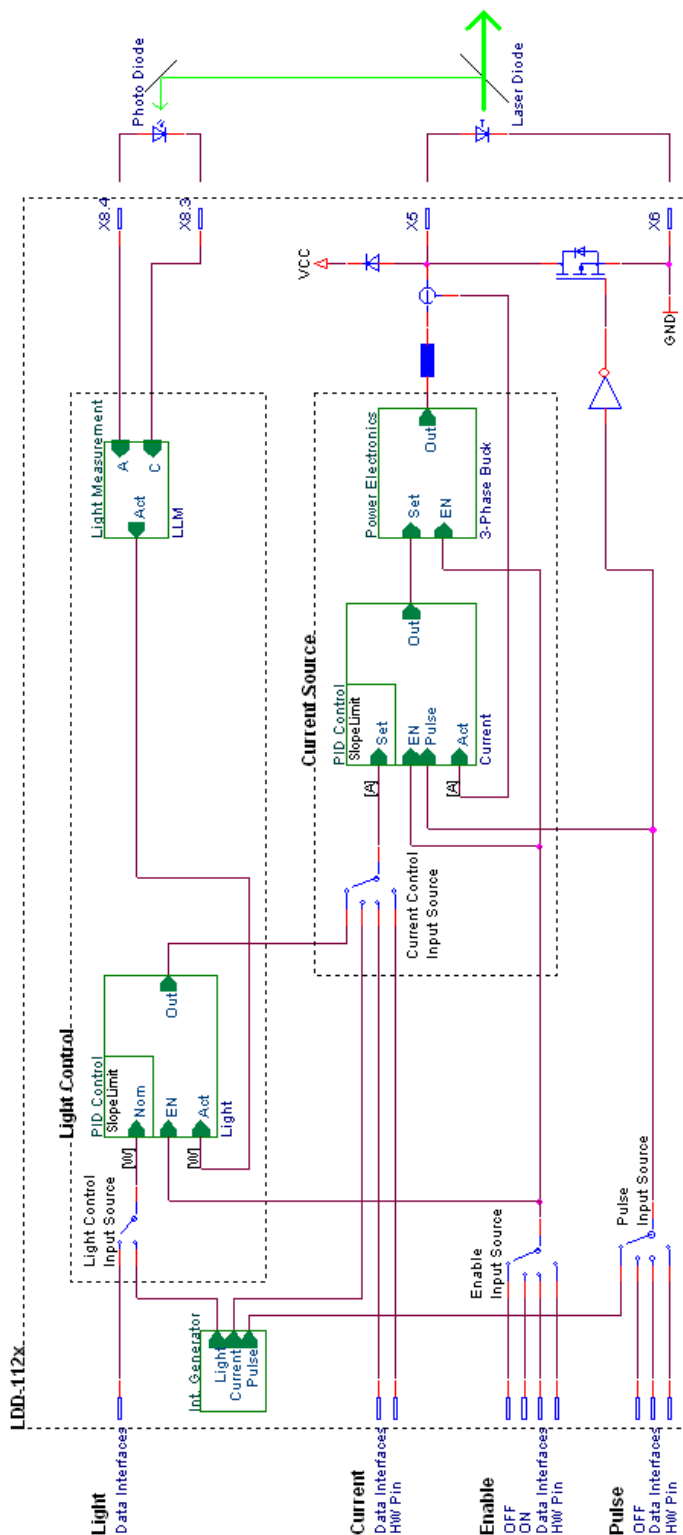 LDD-112x
Light
Data Interfaces
Int. Generator
Light
Current
Pulse
Light Control
Light Control
Input Source
[W]
PID Control
SlopeLimit
Nom
EN
Act
Out
Light
[W]
Light Measurement
Act
A
C
LLM
X8.4
X8.3
Photo Diode
Current
Data Interfaces
HW Pin
Current Source
Current Control
Input Source
[A]
PID Control
SlopeLimit
Set
EN
Pulse
Act
Out
Current
[A]
Power Electronics
Set
EN
Out
3-Phase Buck
VCC
X5
Laser Diode
X6
GND
Enable
OFF
ON
Data Interfaces
HW Pin
Enable
Input Source
Pulse
OFF
Data Interfaces
HW Pin
Pulse
Input Source